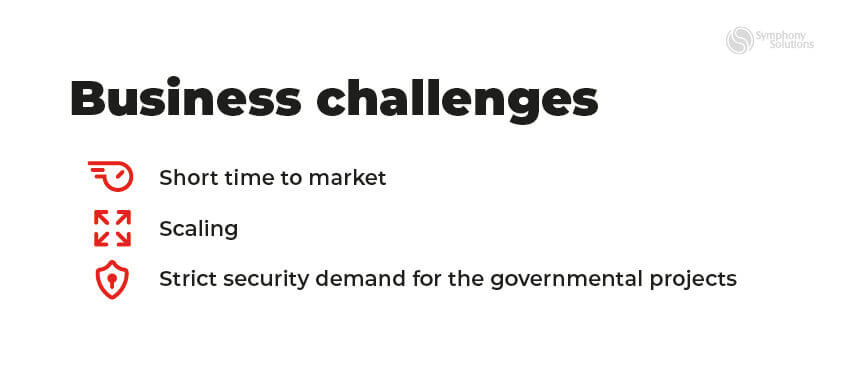 Symphony
Solutions
Business challenges
Short time to market
Scaling
Strict security demand for the governmental projects